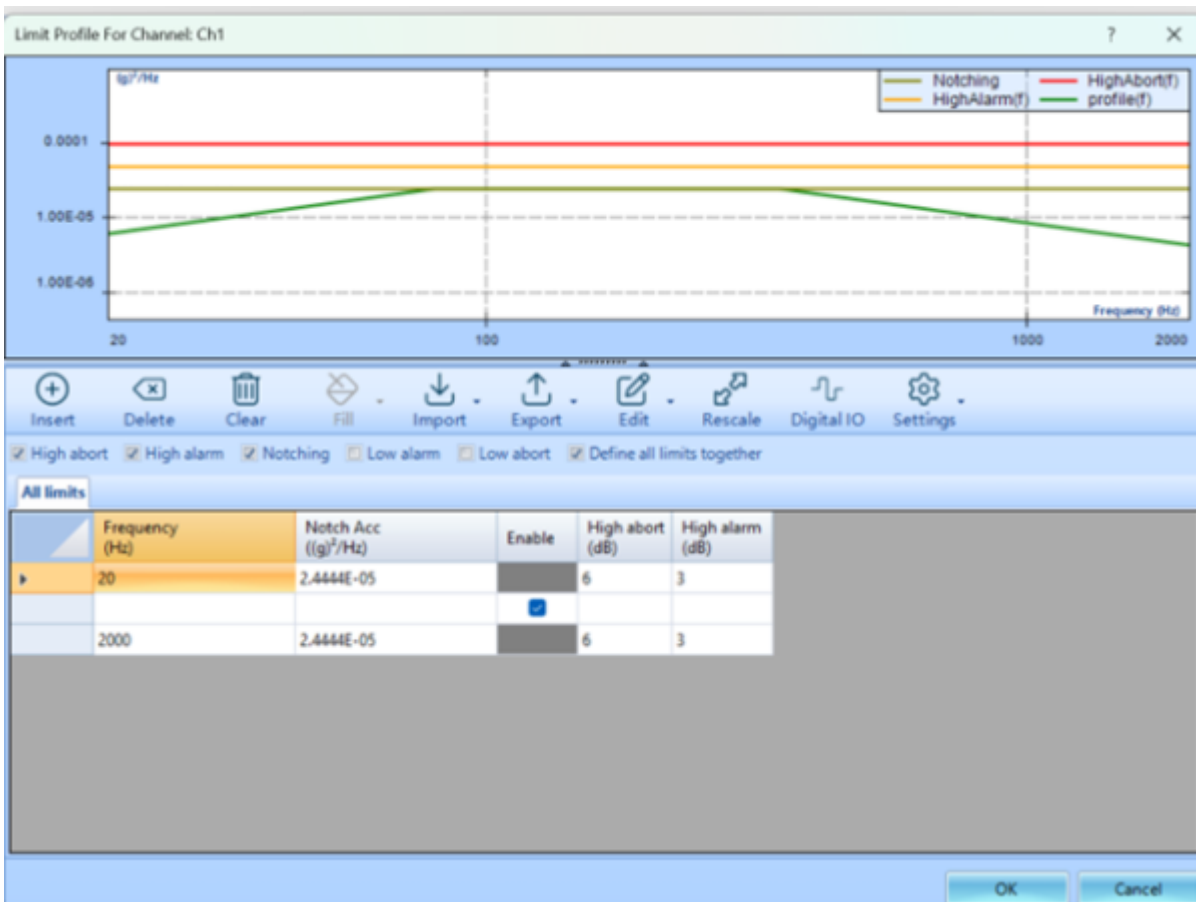 Limit Profile For Channel: Ch1 ? ×
(g)²/Hz
Notching HighAbort(f)
HighAlarm(f) profile(f)
0.0001
1.00E-05
1.00E-06
Frequency (Hz)
20 100 1000 2000
Insert Delete Clear Fill Import Export Edit Rescale Digital IO Settings
High abort High alarm Notching Low alarm Low abort Define all limits together
All limits
Frequency Notch Acc Enable High abort High alarm
(Hz) ((g)²/Hz) (dB) (dB)
20 2.4444E-05 6 3
2000 2.4444E-05 6 3
OK Cancel